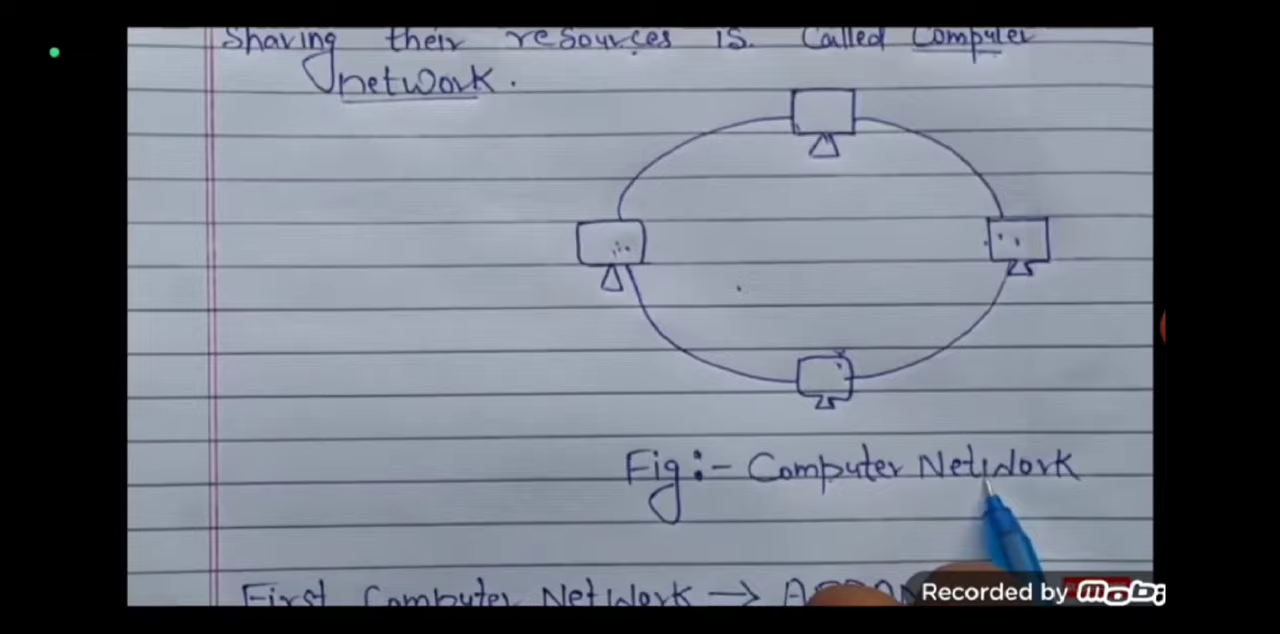 Sharing their resources is. Called Computer
network.
Fig:- Computer Network
First Computer Network →
Recorded by mobi